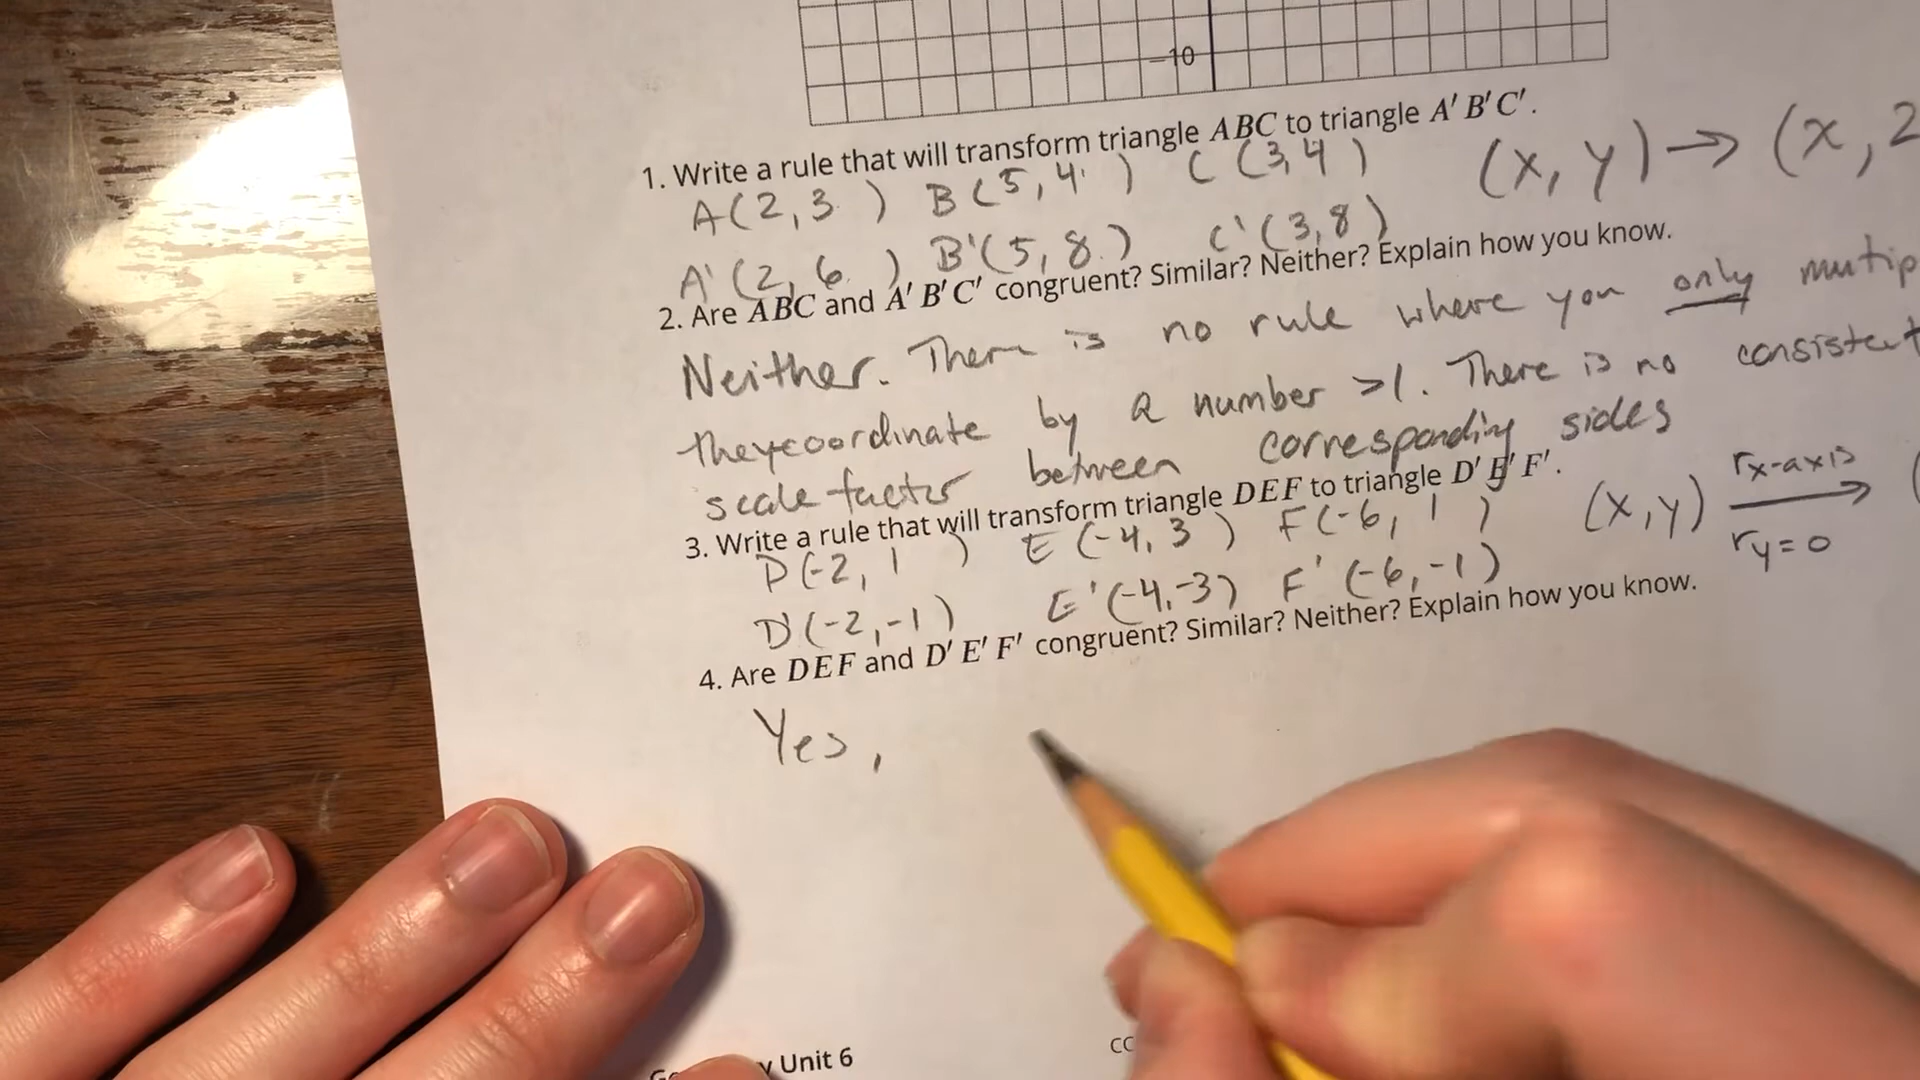 -10
1. Write a rule that will transform triangle ABC to triangle A′B′C′.
A(2,3) B(5,4) C(3,4) (x,y)→(x,2
A'(2,6) B'(5,8) C'(3,8)
2. Are ABC and A′B′C′ congruent? Similar? Neither? Explain how you know.
Neither. There is no rule where you only multip
the y coordinate by a number >1. There is no consistent
scale factor between corresponding sides
3. Write a rule that will transform triangle DEF to triangle D′E′F′.
D(-2, 1) E(-4, 3) F(-6, 1) (x,y) rx-axis → (
ry=0
D'(-2,-1) E'(-4,-3) F'(-6,-1)
4. Are DEF and D′E′F′ congruent? Similar? Neither? Explain how you know.
Yes,
Unit 6
CC